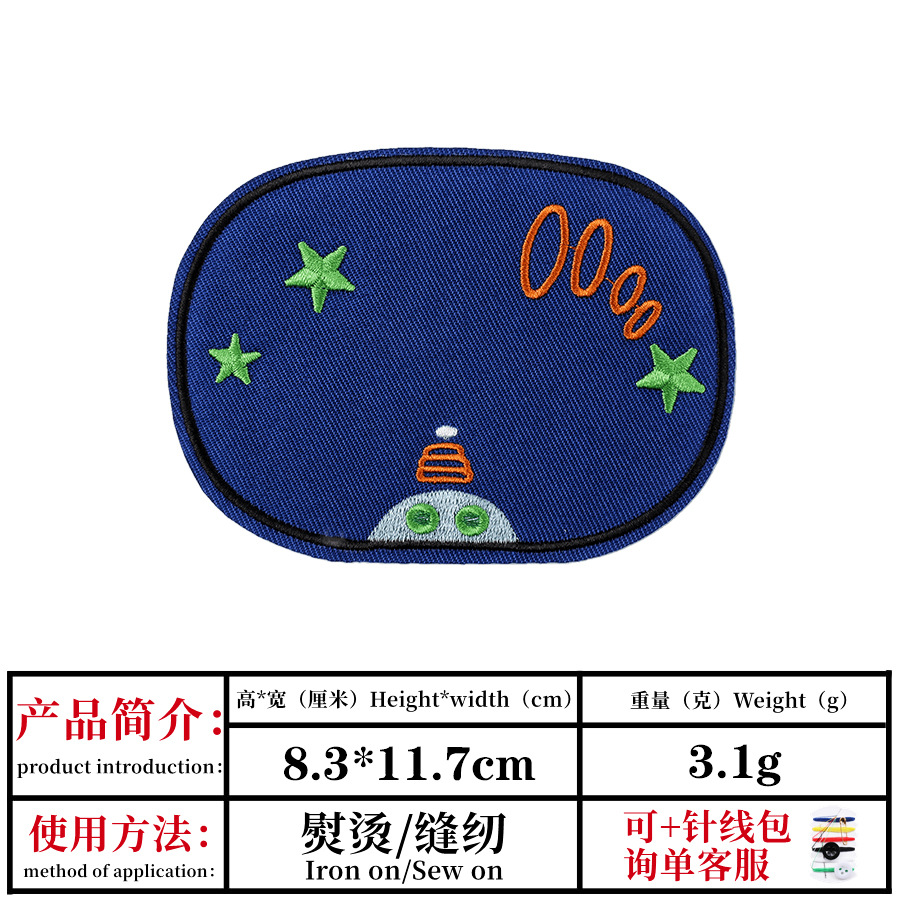 产品简介：
product introduction：
高*宽（厘米）Height*width（cm）
重量（克）Weight（g）
8.3*11.7cm
3.1g
使用方法：
method of application：
熨烫/缝纫
Iron on/Sew on
可+针线包
询单客服